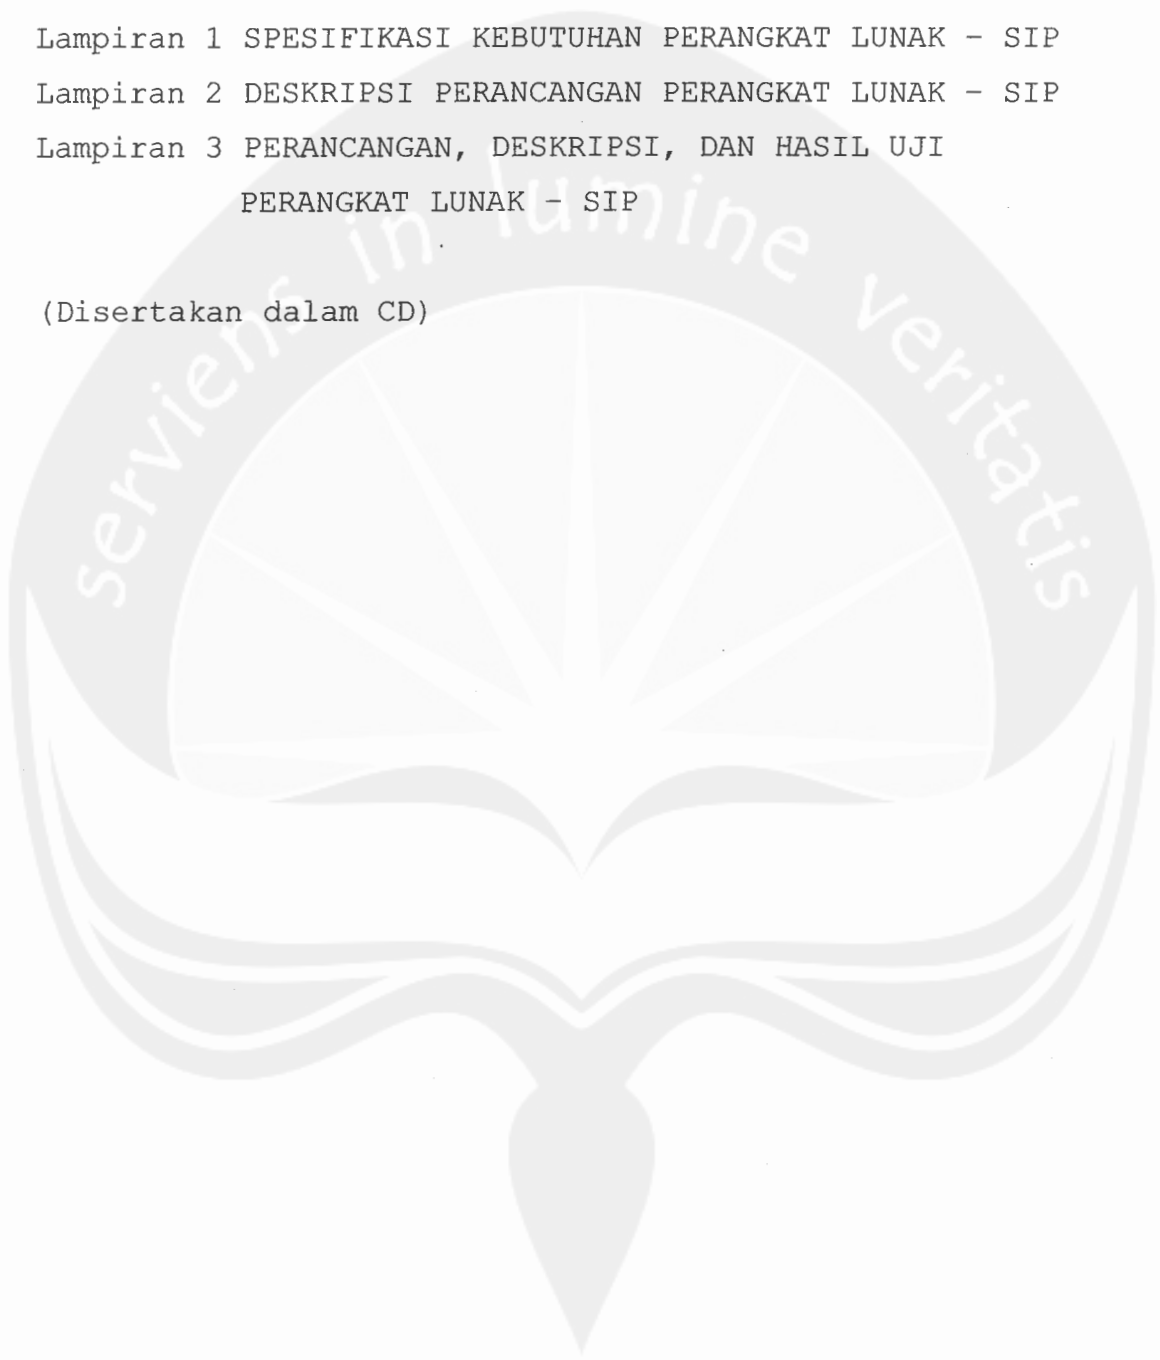 Lampiran 1 SPESIFIKASI KEBUTUHAN PERANGKAT LUNAK - SIP
Lampiran 2 DESKRIPSI PERANCANGAN PERANGKAT LUNAK - SIP
Lampiran 3 PERANCANGAN, DESKRIPSI, DAN HASIL UJI
PERANGKAT LUNAK - SIP
(Disertakan dalam CD)
serviens in lumine veritatis